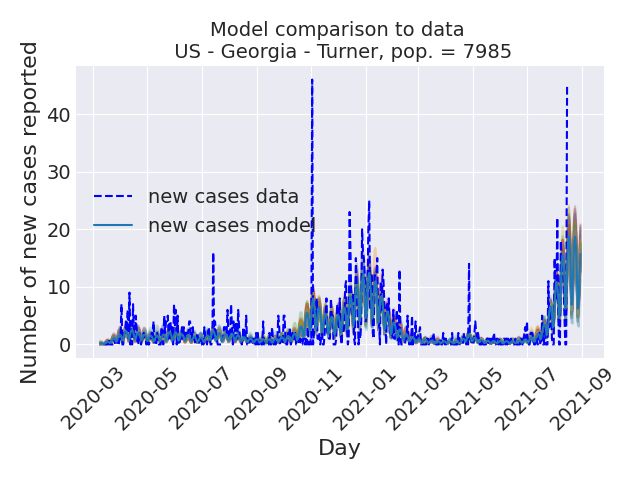 Model comparison to data
US - Georgia - Turner, pop. = 7985
Number of new cases reported
40
30
20
10
0
new cases data
new cases model
2020-03
2020-05
2020-07
2020-09
2020-11
2021-01
2021-03
2021-05
2021-07
2021-09
Day